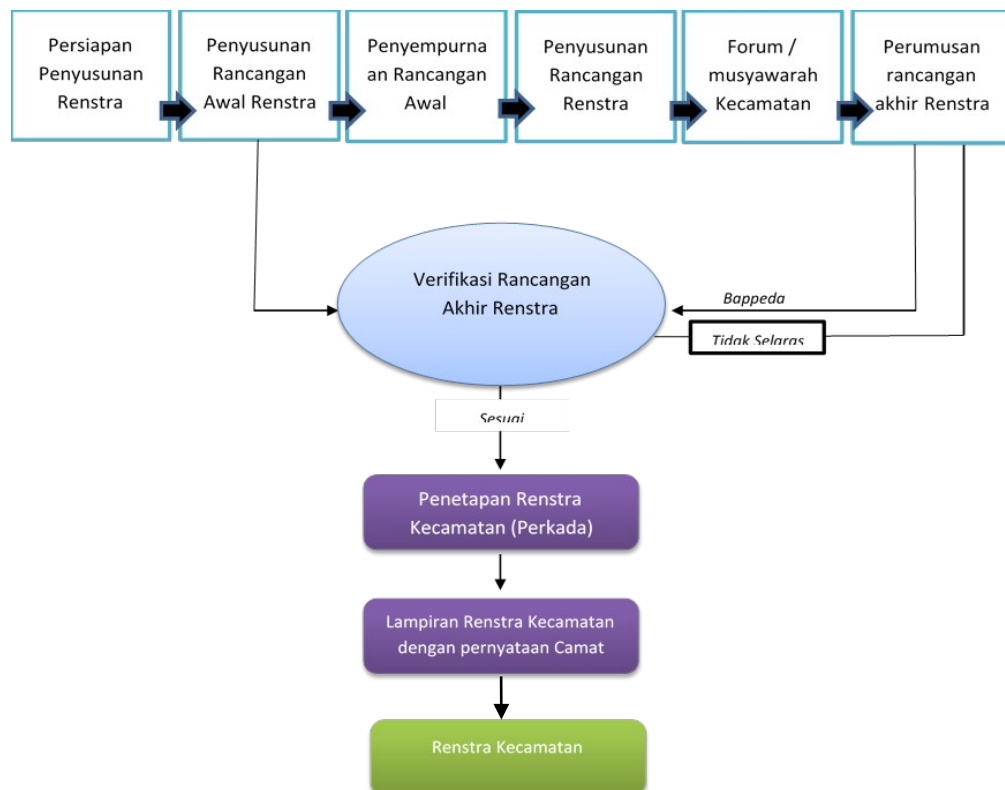 Persiapan
Penyusunan
Renstra
Penyusunan
Rancangan
Awal Renstra
Penyempurna
an Rancangan
Awal
Penyusunan
Rancangan
Renstra
Forum /
musyawarah
Kecamatan
Perumusan
rancangan
akhir Renstra
Verifikasi Rancangan
Akhir Renstra
Bappeda
Tidak Selaras
Sesuai
Penetapan Renstra
Kecamatan (Perkada)
Lampiran Renstra Kecamatan
dengan pernyataan Camat
Renstra Kecamatan